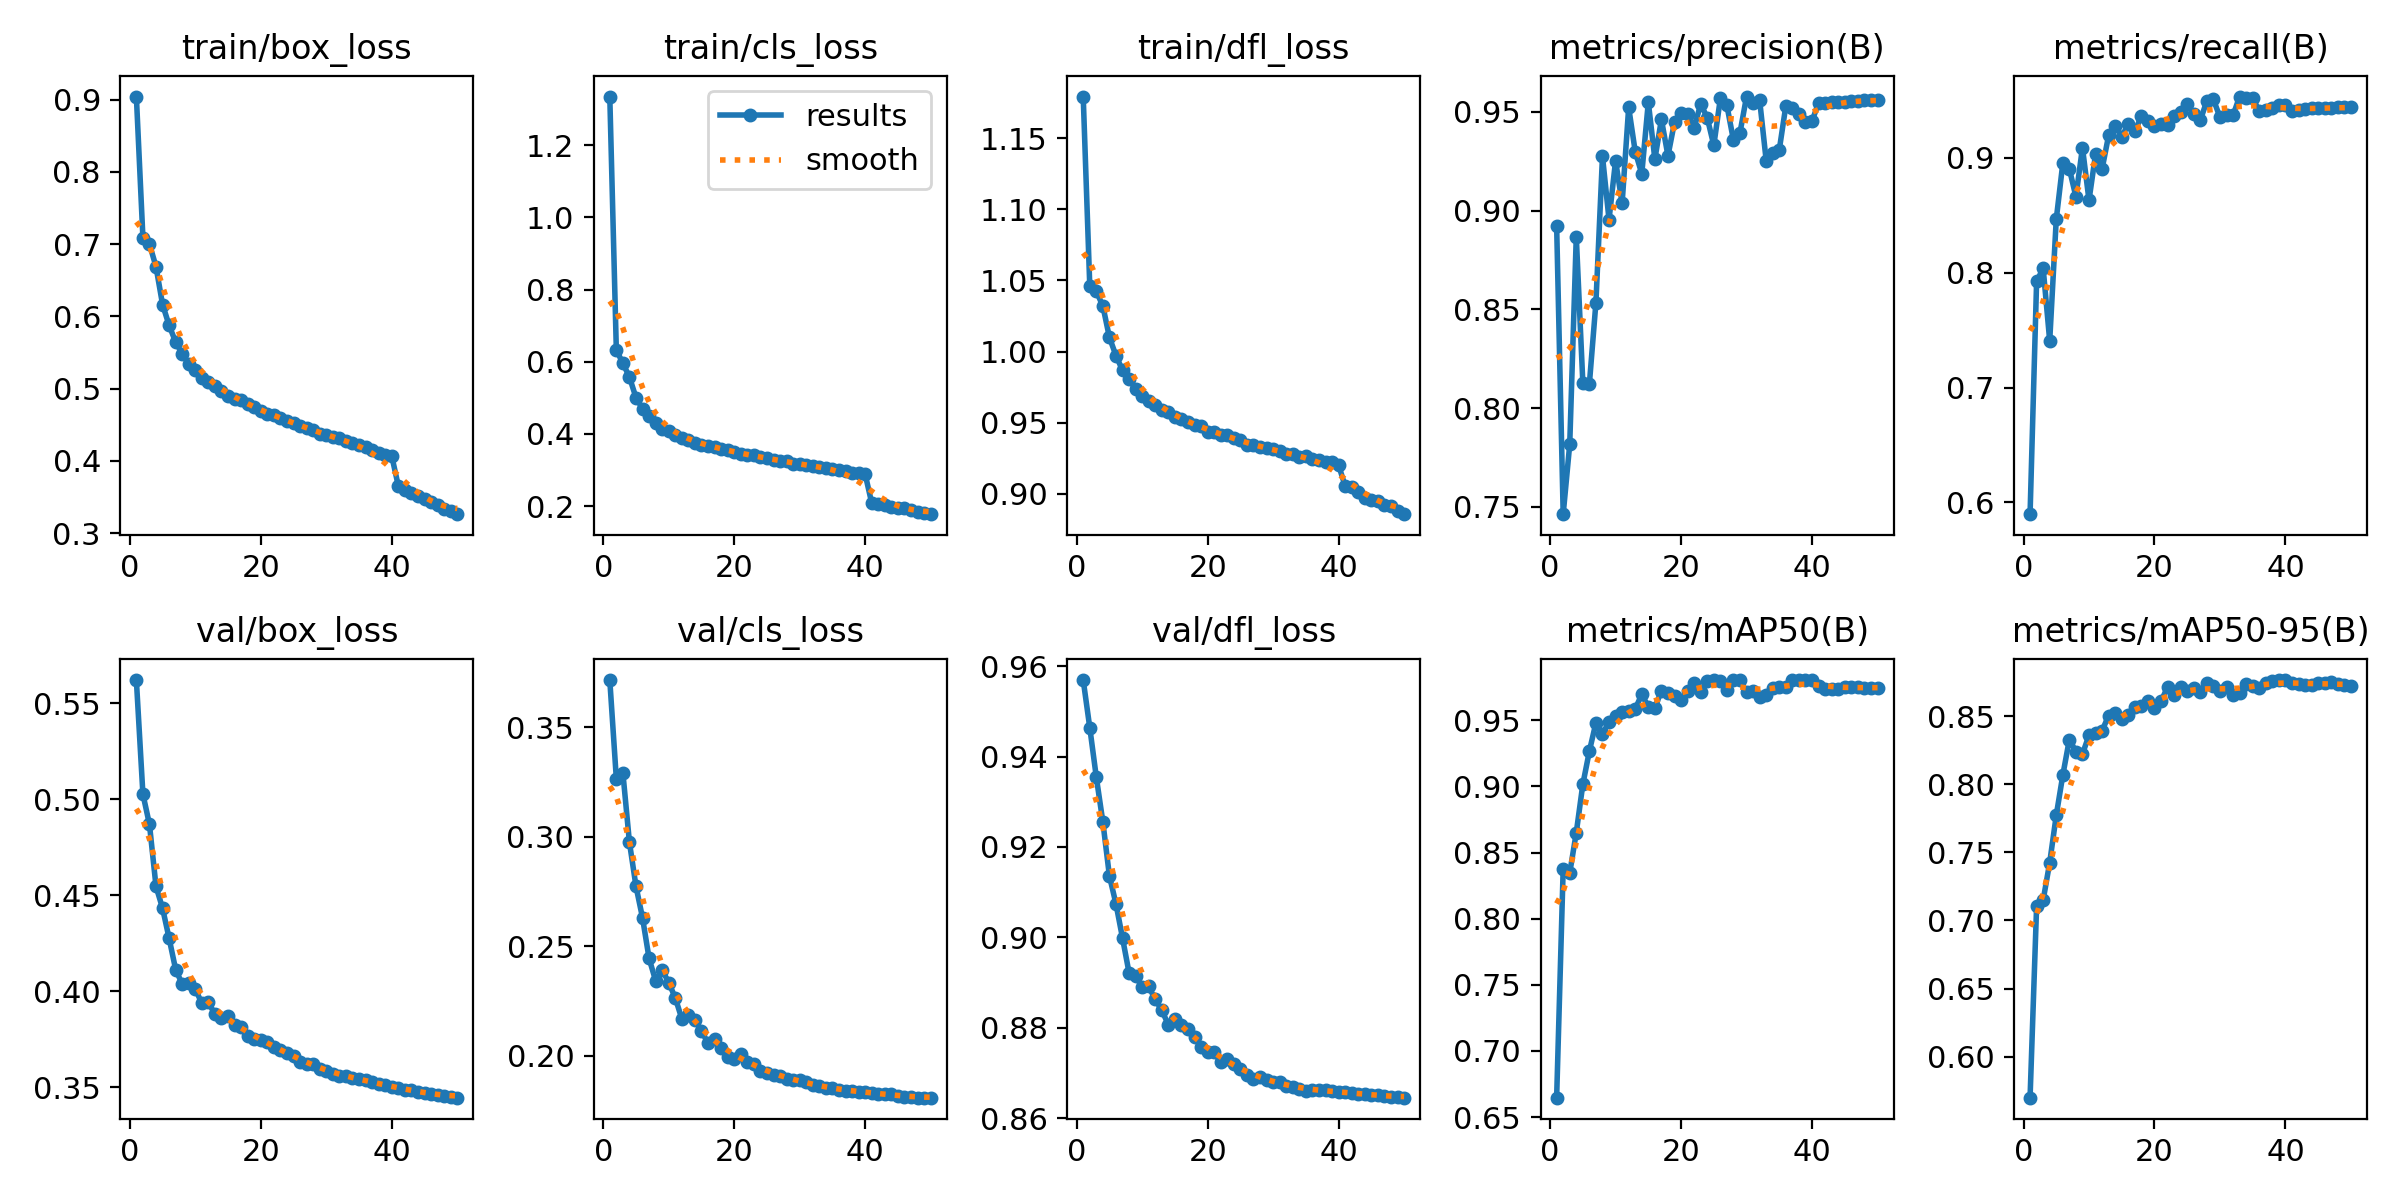 train/box_loss
0.9
0.8
0.7
0.6
0.5
0.4
0.3
0 20 40
train/cls_loss
results
smooth
1.2
1.0
0.8
0.6
0.4
0.2
0 20 40
train/dfl_loss
1.15
1.10
1.05
1.00
0.95
0.90
0 20 40
metrics/precision(B)
0.95
0.90
0.85
0.80
0.75
0 20 40
metrics/recall(B)
0.9
0.8
0.7
0.6
0 20 40
val/box_loss
0.55
0.50
0.45
0.40
0.35
0 20 40
val/cls_loss
0.35
0.30
0.25
0.20
0 20 40
val/dfl_loss
0.96
0.94
0.92
0.90
0.88
0.86
0 20 40
metrics/mAP50(B)
0.95
0.90
0.85
0.80
0.75
0.70
0.65
0 20 40
metrics/mAP50-95(B)
0.85
0.80
0.75
0.70
0.65
0.60
0 20 40